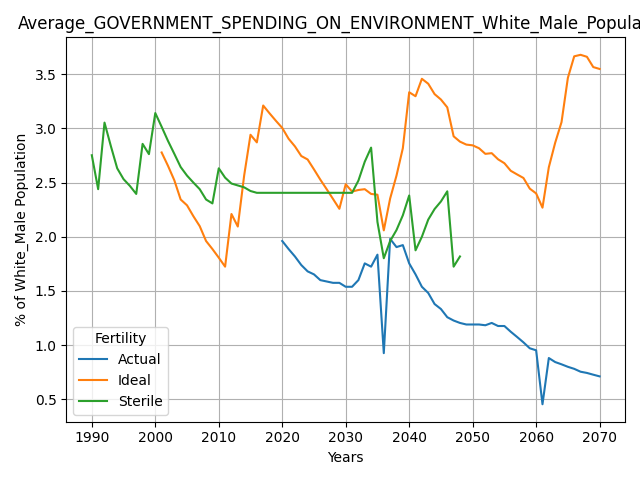 Average_GOVERNMENT_SPENDING_ON_ENVIRONMENT_White_Male_Popula
% of White_Male Population
3.5
3.0
2.5
2.0
1.5
1.0
0.5
Fertility
Actual
Ideal
Sterile
1990 2000 2010 2020 2030 2040 2050 2060 2070
Years